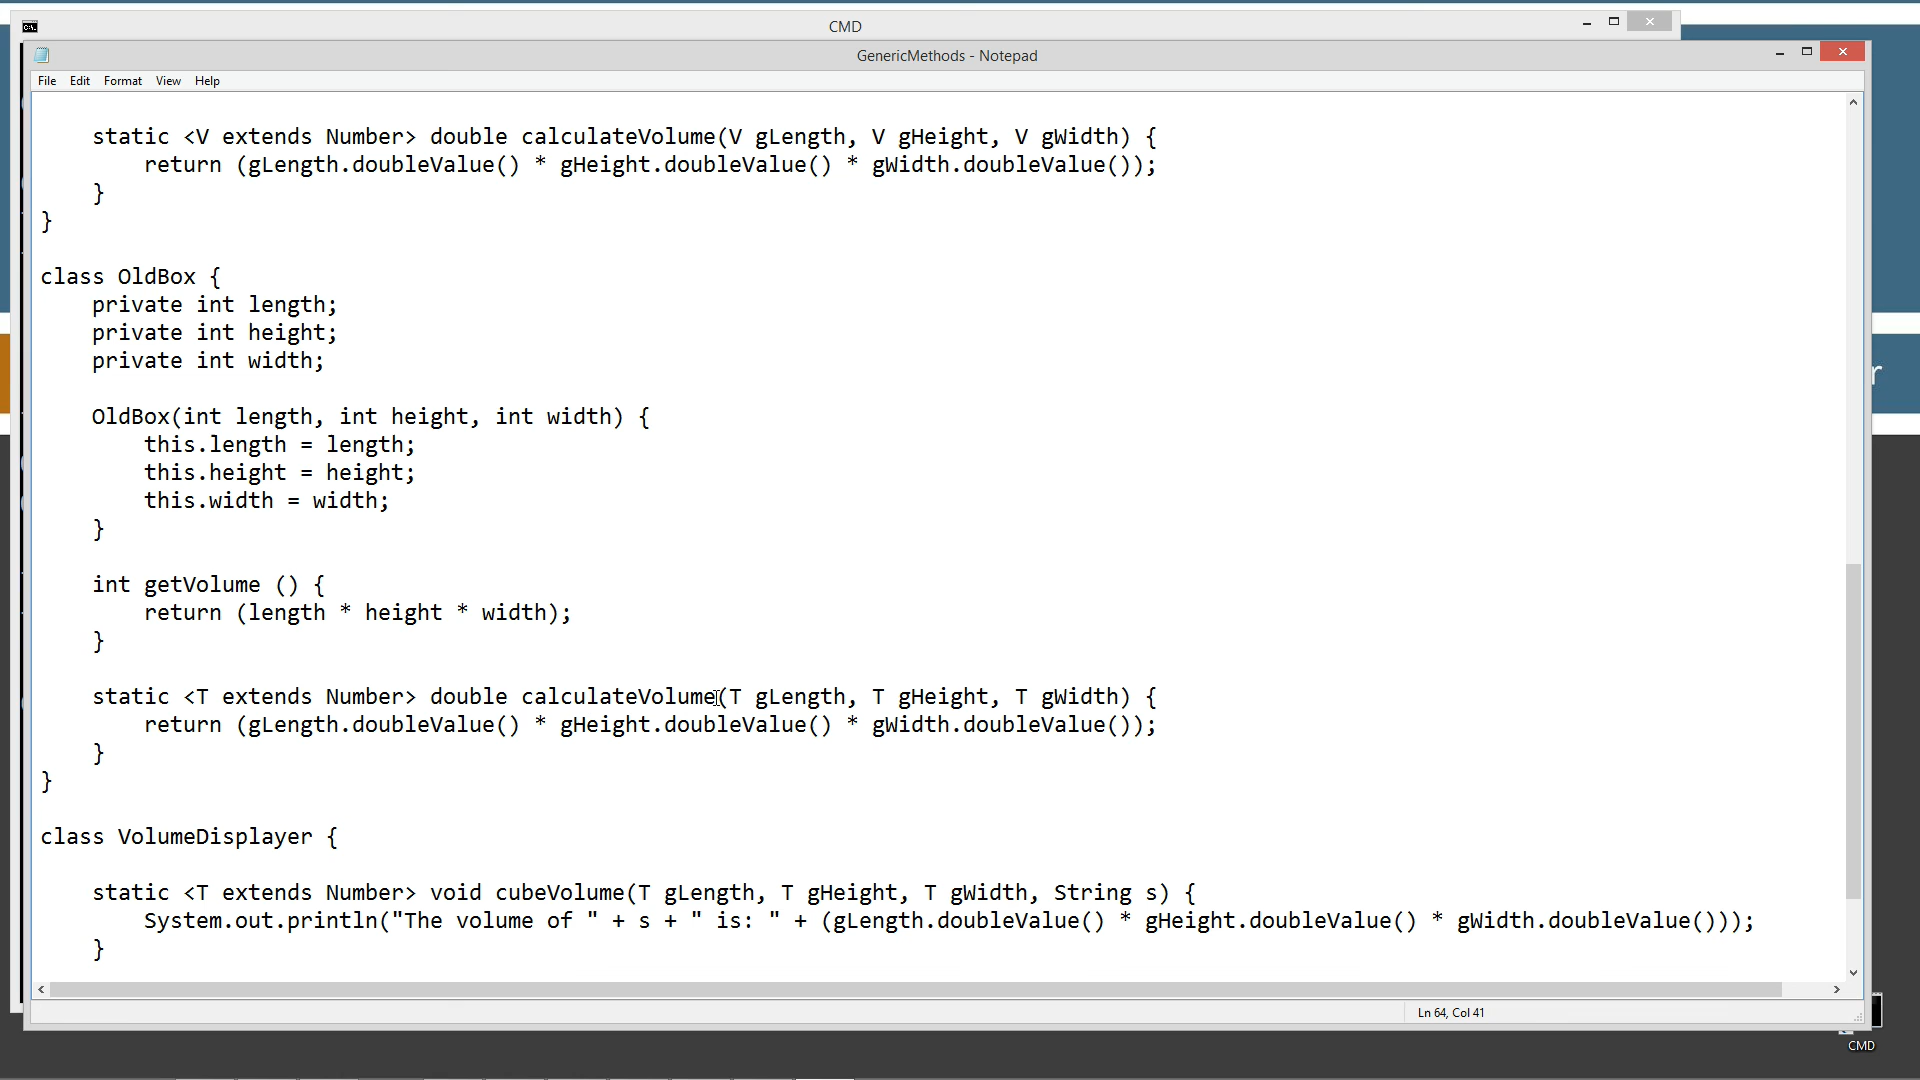 CMD
GenericMethods - Notepad
File Edit Format View Help
static <V extends Number> double calculateVolume(V gLength, V gHeight, V gWidth) {
return (gLength.doubleValue() * gHeight.doubleValue() * gWidth.doubleValue());
}
}
class OldBox {
private int length;
private int height;
private int width;
OldBox(int length, int height, int width) {
this.length = length;
this.height = height;
this.width = width;
}
int getVolume () {
return (length * height * width);
}
static <T extends Number> double calculateVolume(T gLength, T gHeight, T gWidth) {
return (gLength.doubleValue() * gHeight.doubleValue() * gWidth.doubleValue());
}
}
class VolumeDisplayer {
static <T extends Number> void cubeVolume(T gLength, T gHeight, T gWidth, String s) {
System.out.println("The volume of " + s + " is: " + (gLength.doubleValue() * gHeight.doubleValue() * gWidth.doubleValue()));
}
Ln 64, Col 41
CMD